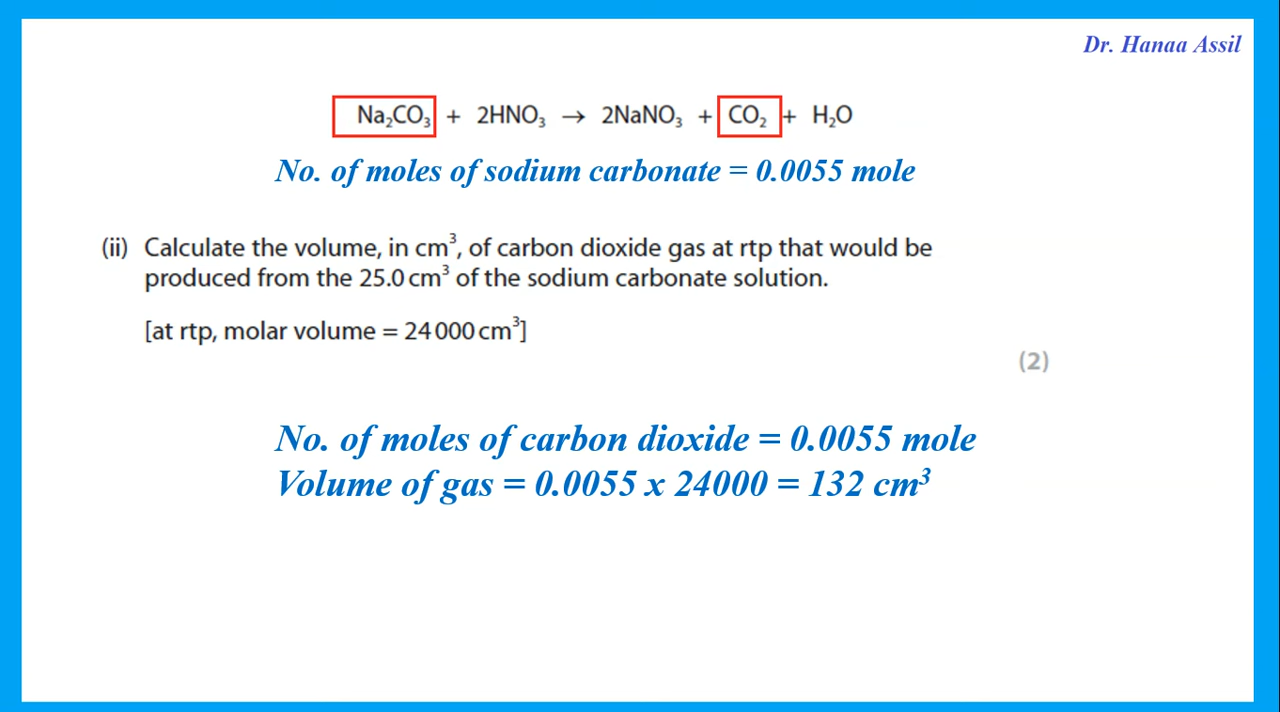 Dr. Hanaa Assil
Na₂CO₃ + 2HNO₃ → 2NaNO₃ + CO₂ + H₂O
No. of moles of sodium carbonate = 0.0055 mole
(ii) Calculate the volume, in cm³, of carbon dioxide gas at rtp that would be
produced from the 25.0 cm³ of the sodium carbonate solution.
[at rtp, molar volume = 24 000 cm³]
(2)
No. of moles of carbon dioxide = 0.0055 mole
Volume of gas = 0.0055 x 24000 = 132 cm³